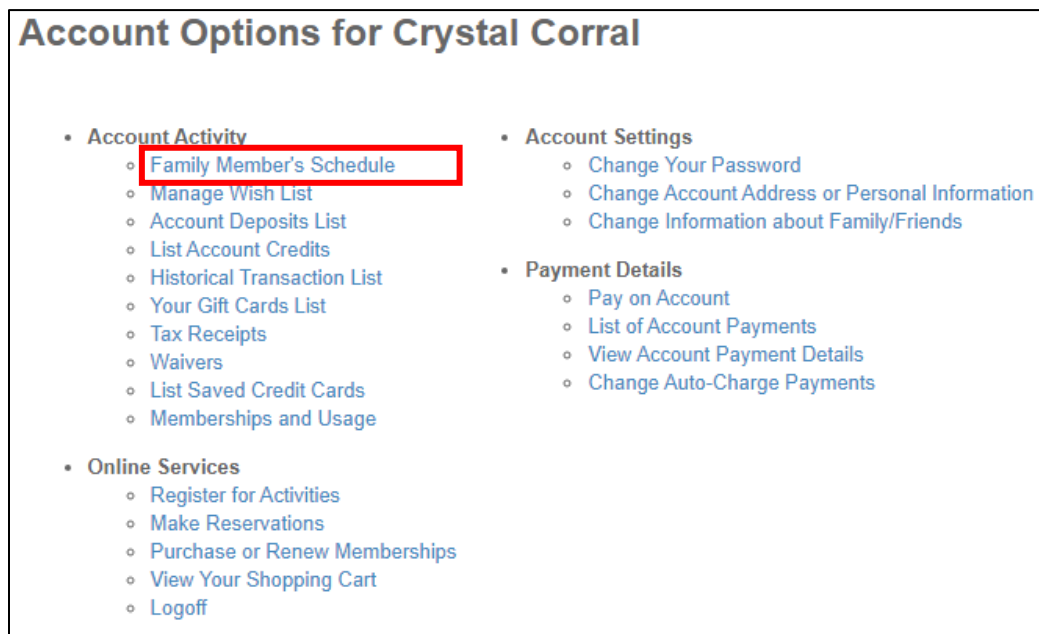 Account Options for Crystal Corral
Account Activity
Family Member's Schedule
Manage Wish List
Account Deposits List
List Account Credits
Historical Transaction List
Your Gift Cards List
Tax Receipts
Waivers
List Saved Credit Cards
Memberships and Usage
Online Services
Register for Activities
Make Reservations
Purchase or Renew Memberships
View Your Shopping Cart
Logoff
Account Settings
Change Your Password
Change Account Address or Personal Information
Change Information about Family/Friends
Payment Details
Pay on Account
List of Account Payments
View Account Payment Details
Change Auto-Charge Payments